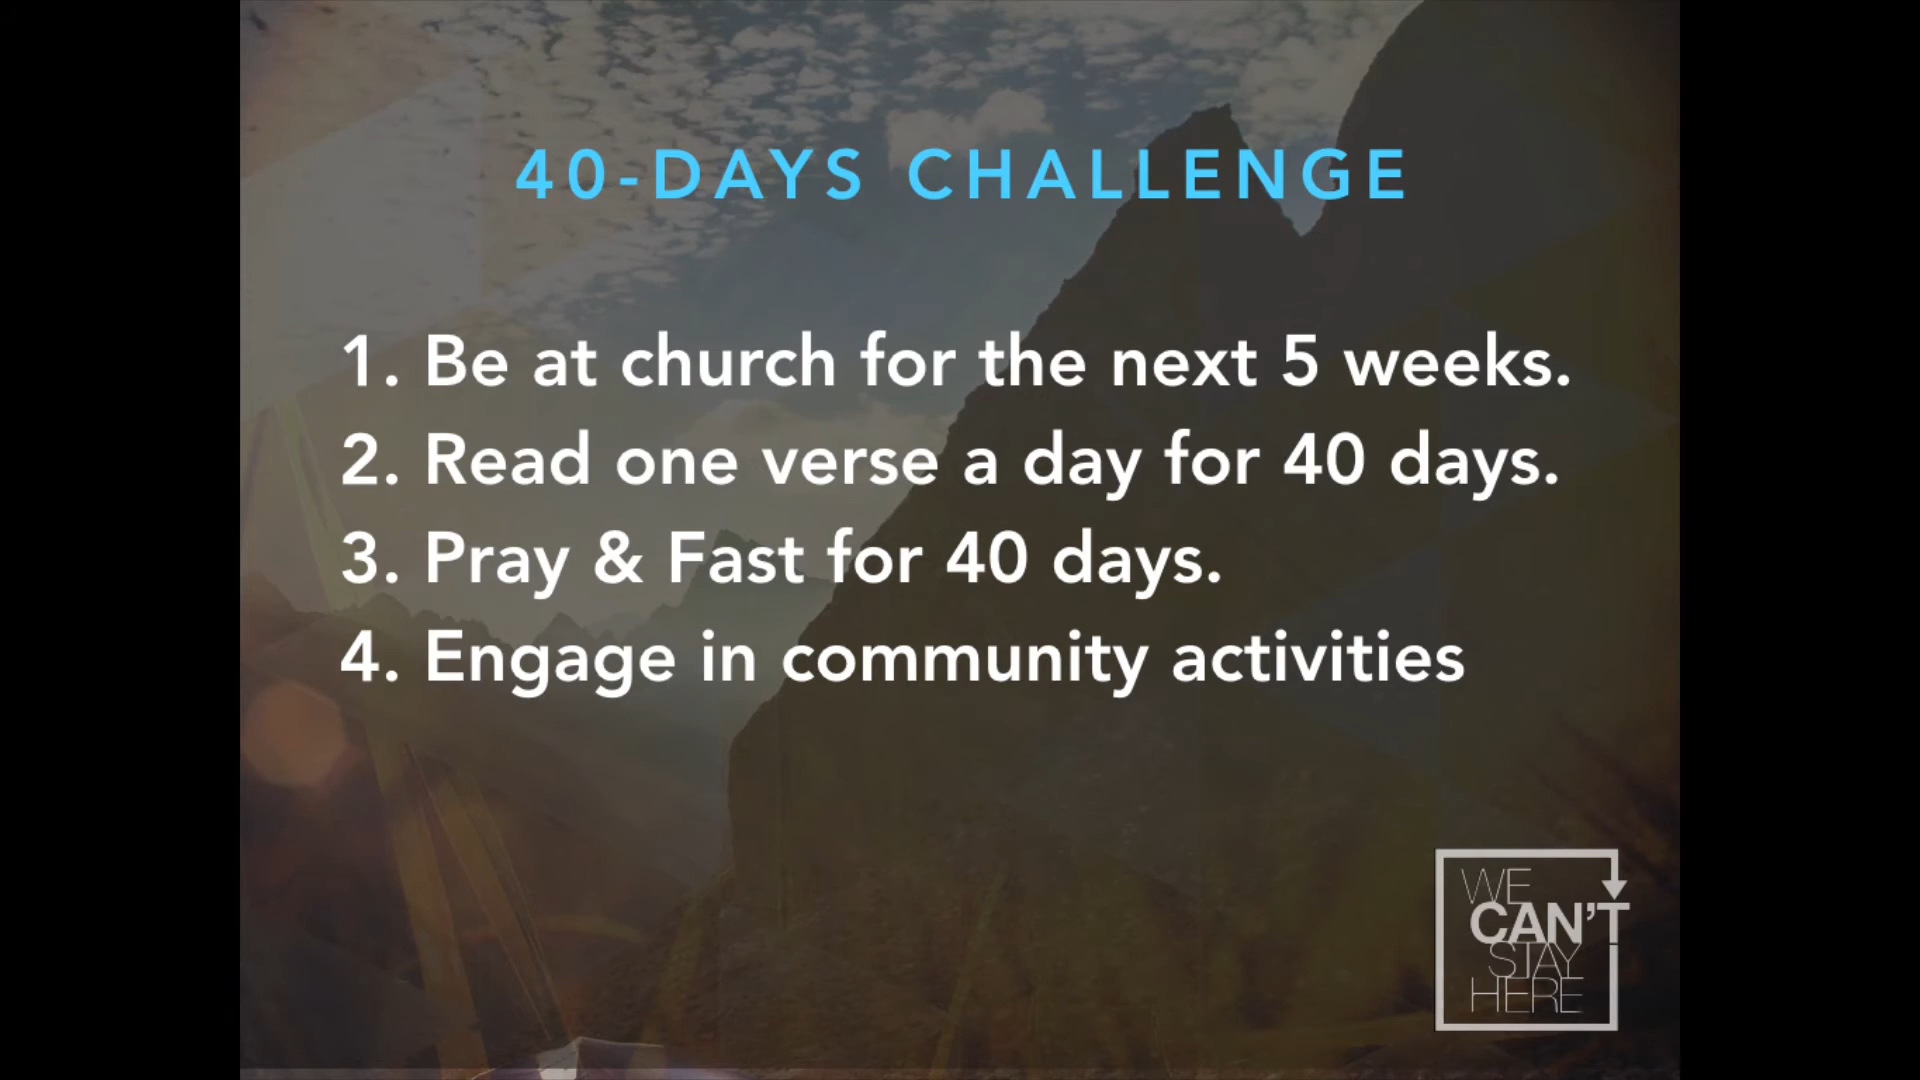 40-DAYS CHALLENGE
1. Be at church for the next 5 weeks.
2. Read one verse a day for 40 days.
3. Pray & Fast for 40 days.
4. Engage in community activities
WE
CAN'T
STAY
HERE